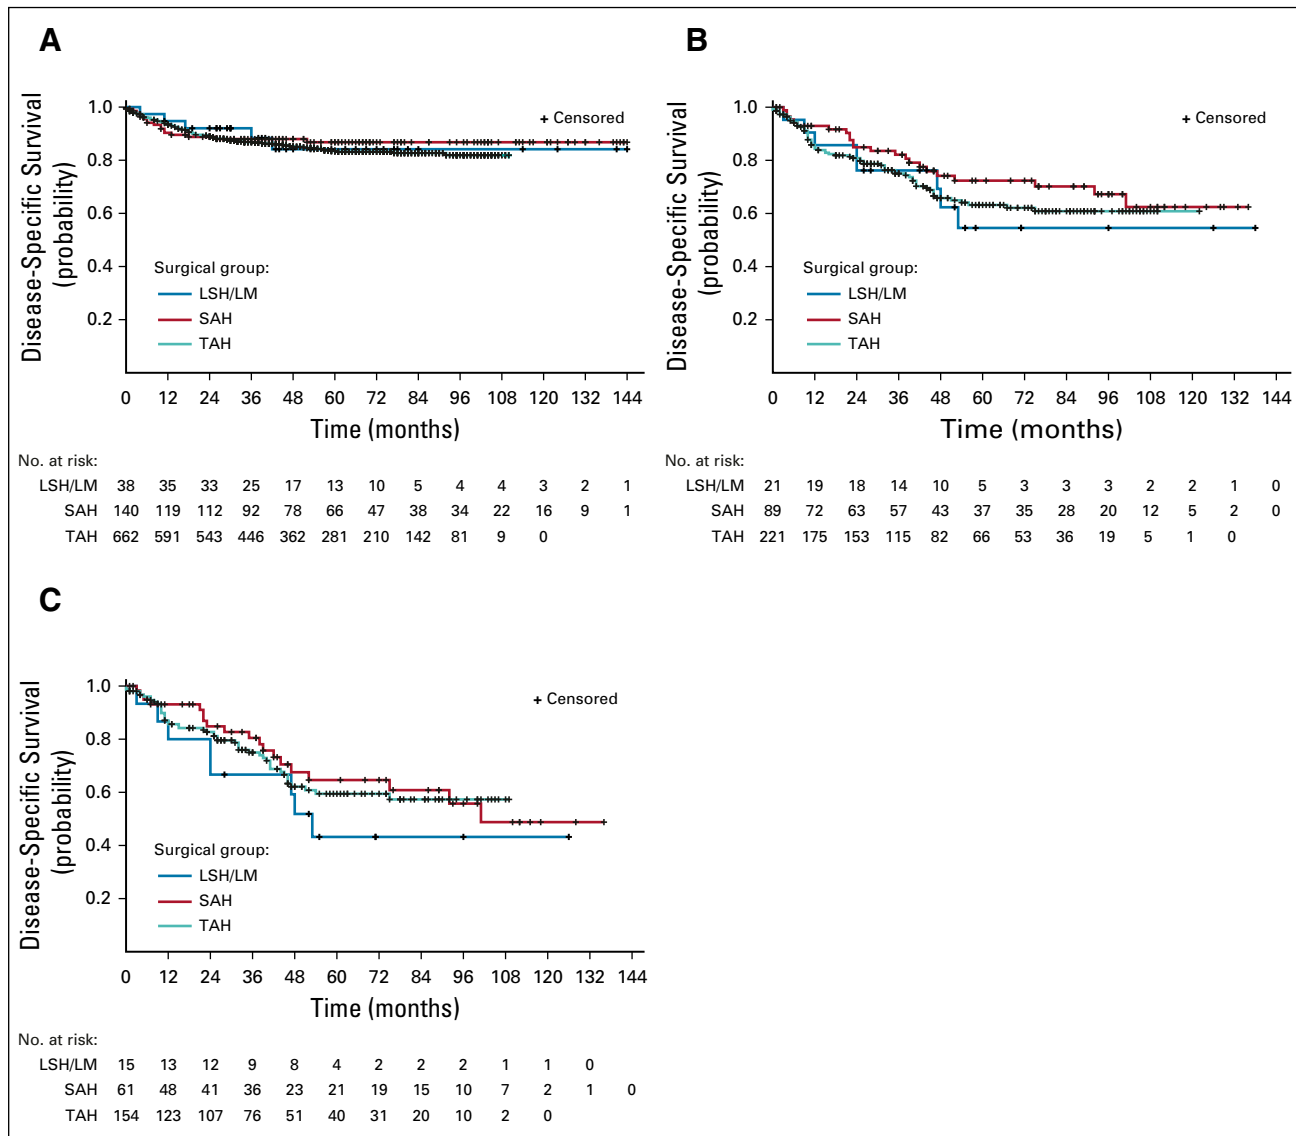 A
Disease-Specific Survival
(probability)
1.0
0.8
0.6
0.4
0.2
+ Censored
Surgical group:
LSH/LM
SAH
TAH
0 12 24 36 48 60 72 84 96 108 120 132 144
Time (months)
No. at risk:
LSH/LM 38 35 33 25 17 13 10 5 4 4 3 2 1
SAH 140 119 112 92 78 66 47 38 34 22 16 9 1
TAH 662 591 543 446 362 281 210 142 81 9 0
B
Disease-Specific Survival
(probability)
1.0
0.8
0.6
0.4
0.2
+ Censored
Surgical group:
LSH/LM
SAH
TAH
0 12 24 36 48 60 72 84 96 108 120 132 144
Time (months)
No. at risk:
LSH/LM 21 19 18 14 10 5 3 3 3 2 2 1 0
SAH 89 72 63 57 43 37 35 28 20 12 5 2 0
TAH 221 175 153 115 82 66 53 36 19 5 1 0
C
Disease-Specific Survival
(probability)
1.0
0.8
0.6
0.4
0.2
+ Censored
Surgical group:
LSH/LM
SAH
TAH
0 12 24 36 48 60 72 84 96 108 120 132 144
Time (months)
No. at risk:
LSH/LM 15 13 12 9 8 4 2 2 2 1 1 0
SAH 61 48 41 36 23 21 19 15 10 7 2 1 0
TAH 154 123 107 76 51 40 31 20 10 2 0